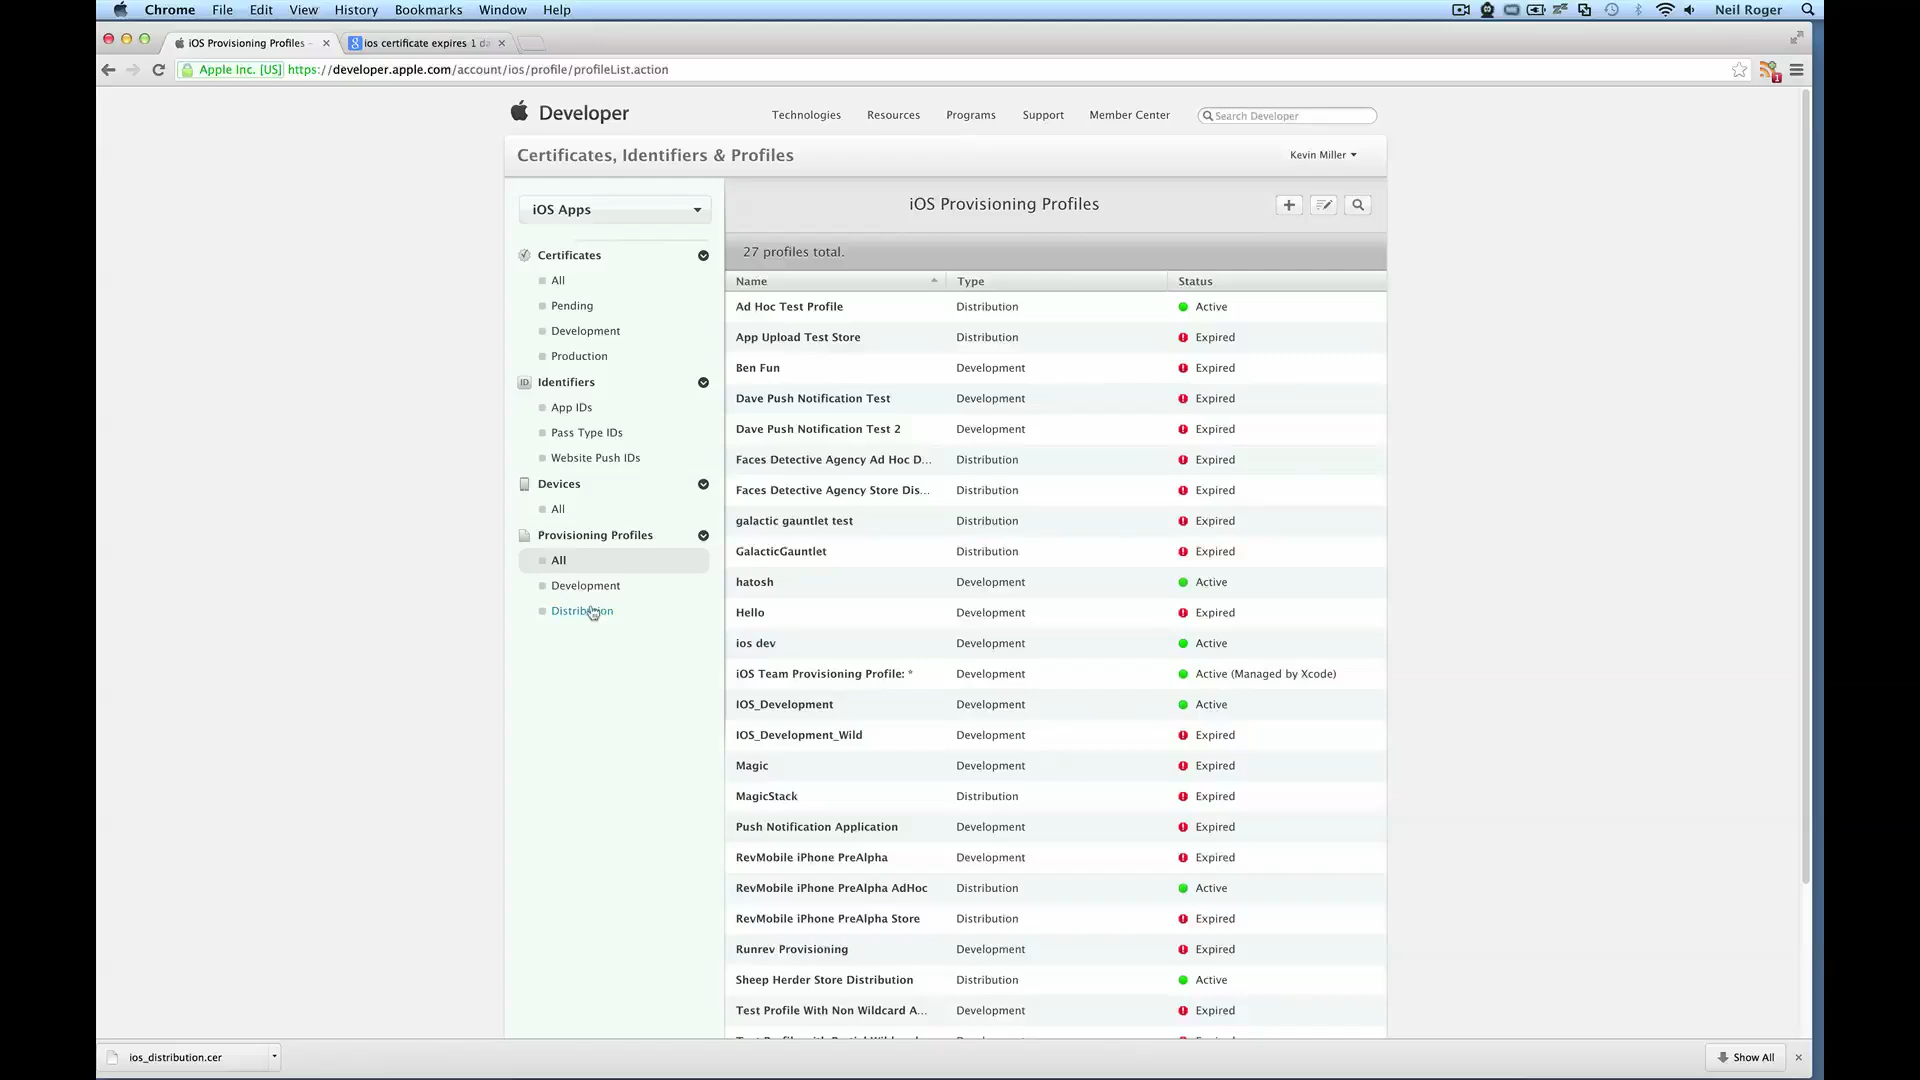 Chrome File Edit View History Bookmarks Window Help Neil Roger
iOS Provisioning Profiles - ios certificate expires 1 da
Apple Inc. [US] https://developer.apple.com/account/ios/profile/profileList.action
Developer Technologies Resources Programs Support Member Center Search Developer
Certificates, Identifiers & Profiles Kevin Miller
iOS Apps
Certificates
All
Pending
Development
Production
Identifiers
App IDs
Pass Type IDs
Website Push IDs
Devices
All
Provisioning Profiles
All
Development
Distribution
iOS Provisioning Profiles
27 profiles total.
Name Type Status
Ad Hoc Test Profile Distribution Active
App Upload Test Store Distribution Expired
Ben Fun Development Expired
Dave Push Notification Test Development Expired
Dave Push Notification Test 2 Development Expired
Faces Detective Agency Ad Hoc D... Distribution Expired
Faces Detective Agency Store Dis... Distribution Expired
galactic gauntlet test Distribution Expired
GalacticGauntlet Distribution Expired
hatosh Development Active
Hello Development Expired
ios dev Development Active
iOS Team Provisioning Profile: * Development Active (Managed by Xcode)
IOS_Development Development Active
IOS_Development_Wild Development Expired
Magic Development Expired
MagicStack Distribution Expired
Push Notification Application Development Expired
RevMobile iPhone PreAlpha Development Expired
RevMobile iPhone PreAlpha AdHoc Distribution Active
RevMobile iPhone PreAlpha Store Distribution Expired
Runrev Provisioning Development Expired
Sheep Herder Store Distribution Distribution Active
Test Profile With Non Wildcard A... Development Expired
ios_distribution.cer Show All